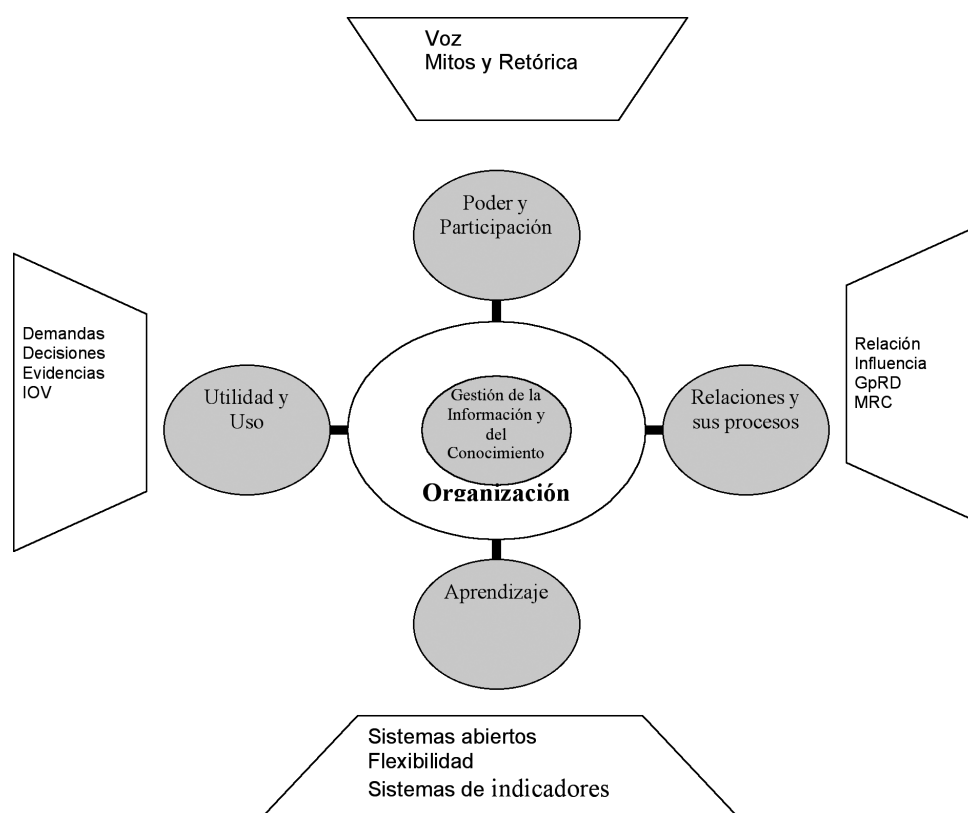 Voz
Mitos y Retórica
Poder y
Participación
Demandas
Decisiones
Evidencias
IOV
Utilidad y
Uso
Gestión de la
Información y
del
Conocimiento
Organización
Relaciones y
sus procesos
Relación
Influencia
GpRD
MRC
Aprendizaje
Sistemas abiertos
Flexibilidad
Sistemas de indicadores